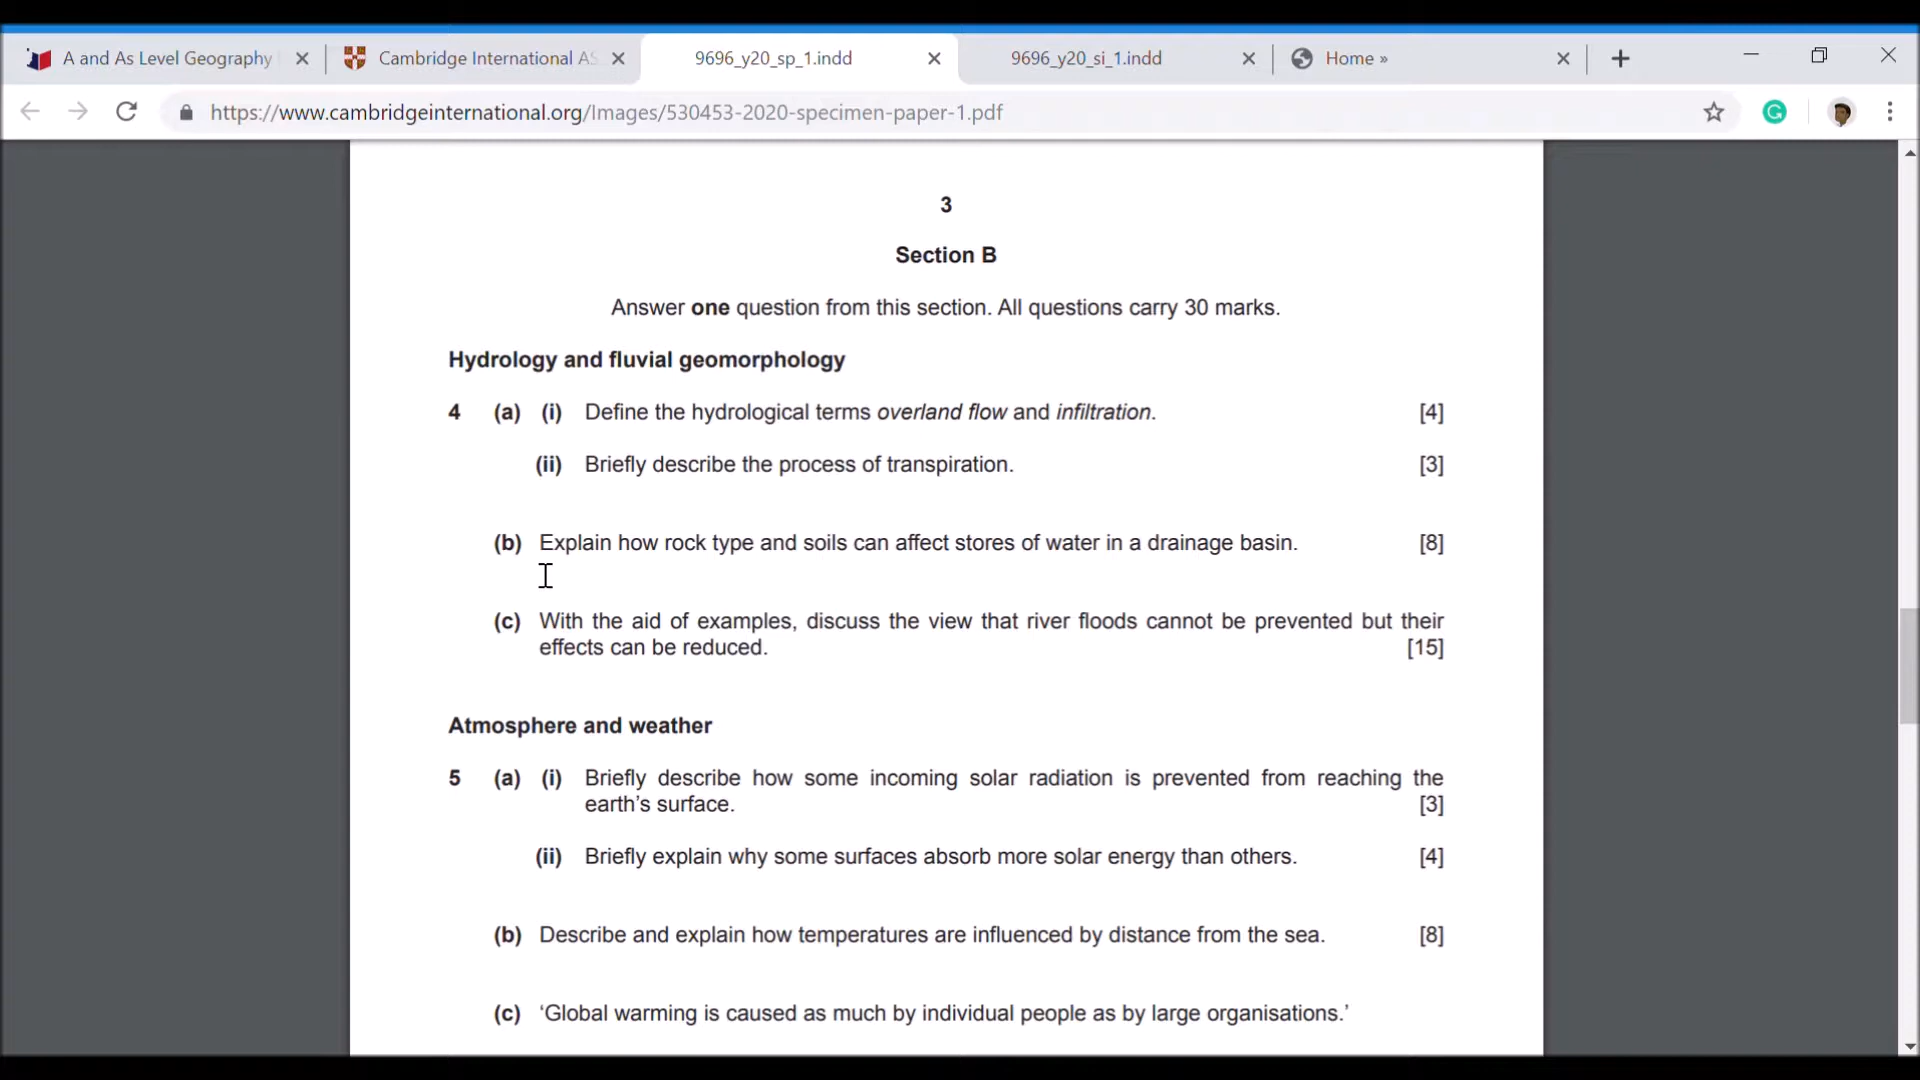 A and As Level Geography
Cambridge International AS
9696_y20_sp_1.indd
9696_y20_si_1.indd
Home »
https://www.cambridgeinternational.org/Images/530453-2020-specimen-paper-1.pdf
3
Section B
Answer one question from this section. All questions carry 30 marks.
Hydrology and fluvial geomorphology
4 (a) (i) Define the hydrological terms overland flow and infiltration. [4]
(ii) Briefly describe the process of transpiration. [3]
(b) Explain how rock type and soils can affect stores of water in a drainage basin. [8]
(c) With the aid of examples, discuss the view that river floods cannot be prevented but their
effects can be reduced. [15]
Atmosphere and weather
5 (a) (i) Briefly describe how some incoming solar radiation is prevented from reaching the
earth’s surface. [3]
(ii) Briefly explain why some surfaces absorb more solar energy than others. [4]
(b) Describe and explain how temperatures are influenced by distance from the sea. [8]
(c) ‘Global warming is caused as much by individual people as by large organisations.’